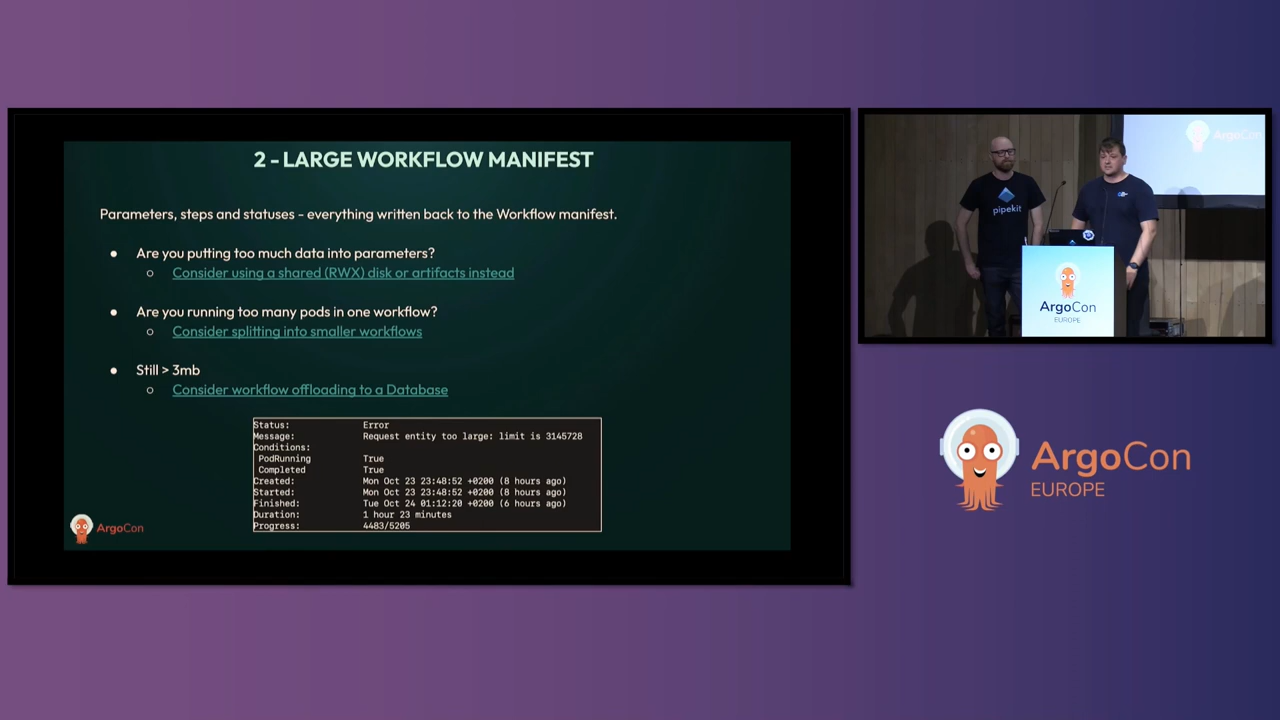 2 - LARGE WORKFLOW MANIFEST
Parameters, steps and statuses - everything written back to the Workflow manifest.
● Are you putting too much data into parameters?
○ Consider using a shared (RWX) disk or artifacts instead
● Are you running too many pods in one workflow?
○ Consider splitting into smaller workflows
● Still > 3mb
○ Consider workflow offloading to a Database
Status: Error
Message: Request entity too large: limit is 3145728
Conditions:
PodRunning True
Completed True
Created: Mon Oct 23 23:48:52 +0200 (8 hours ago)
Started: Mon Oct 23 23:48:52 +0200 (8 hours ago)
Finished: Tue Oct 24 01:12:20 +0200 (6 hours ago)
Duration: 1 hour 23 minutes
Progress: 4483/5205
ArgoCon
ArgoCon
pipekit
ArgoCon
EUROPE
ArgoCon
EUROPE